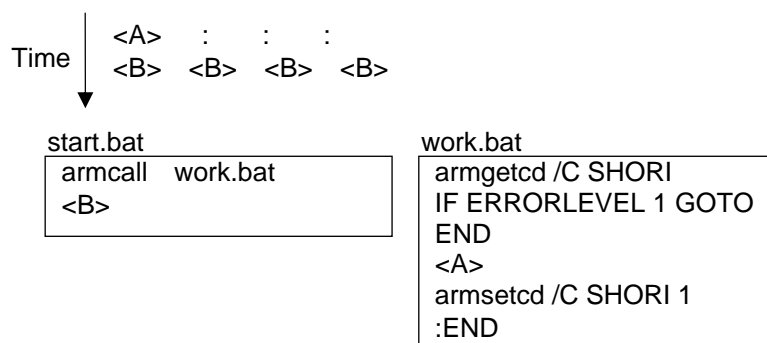 <A> : : :
Time
<B> <B> <B> <B>
start.bat
armcall work.bat
<B>
work.bat
armgetcd /C SHORI
IF ERRORLEVEL 1 GOTO
END
<A>
armsetcd /C SHORI 1
:END